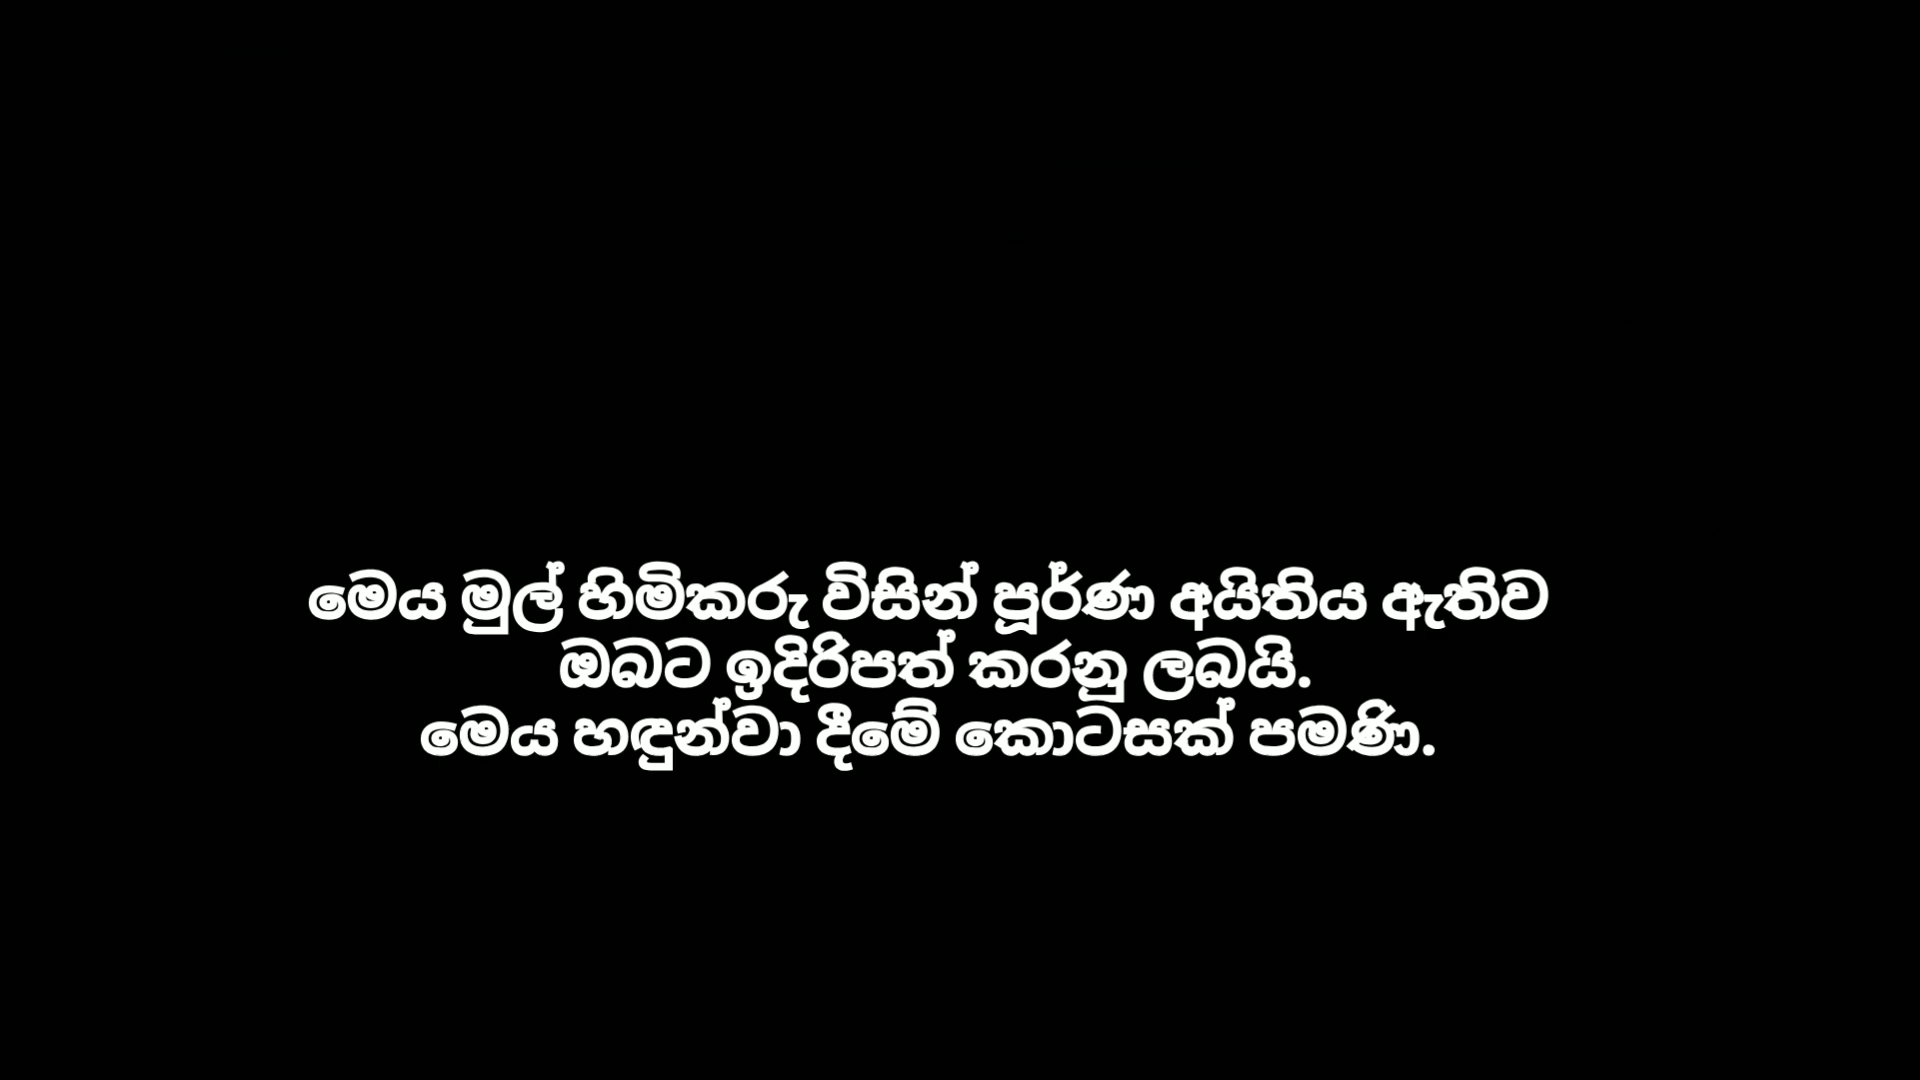 මෙය මුල් හිමිකරු විසින් පූර්ණ අයිතිය ඇතිව
ඔබට ඉදිරිපත් කරනු ලබයි.
මෙය හඳුන්වා දීමේ කොටසක් පමණි.